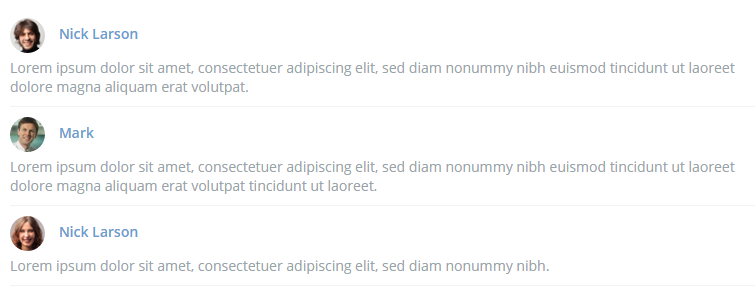 Nick Larson
Lorem ipsum dolor sit amet, consectetuer adipiscing elit, sed diam nonummy nibh euismod tincidunt ut laoreet
dolore magna aliquam erat volutpat.
Mark
Lorem ipsum dolor sit amet, consectetuer adipiscing elit, sed diam nonummy nibh euismod tincidunt ut laoreet
dolore magna aliquam erat volutpat tincidunt ut laoreet.
Nick Larson
Lorem ipsum dolor sit amet, consectetuer adipiscing elit, sed diam nonummy nibh.